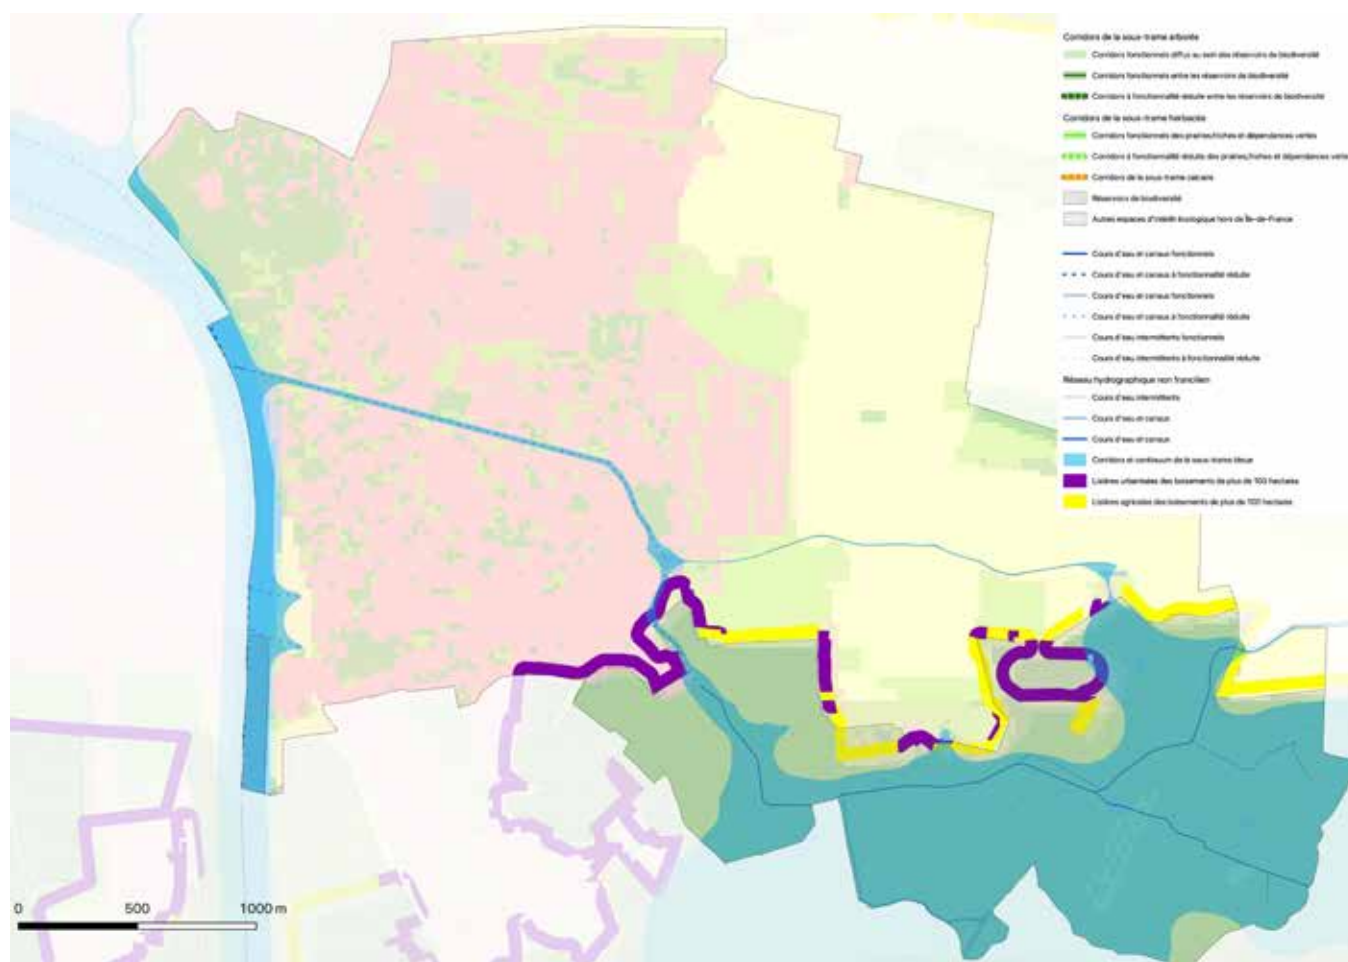 Corridors de la sous-trame arborée
Corridors fonctionnels diffus au sein des réservoirs de biodiversité
Corridors fonctionnels entre les réservoirs de biodiversité
Corridors à fonctionnalité réduite entre les réservoirs de biodiversité
Corridors de la sous-trame herbacée
Corridors fonctionnels des prairies, friches et dépendances vertes
Corridors à fonctionnalité réduite des prairies, friches et dépendances vertes
Corridors de la sous-trame calcaire
Réservoirs de biodiversité
Autres espaces d'intérêt écologique hors de Île-de-France
Cours d'eau et canaux fonctionnels
Cours d'eau et canaux à fonctionnalité réduite
Cours d'eau et canaux fonctionnels
Cours d'eau et canaux à fonctionnalité réduite
Cours d'eau intermittents fonctionnels
Cours d'eau intermittents à fonctionnalité réduite
Réseau hydrographique non francilien
Cours d'eau intermittents
Cours d'eau et canaux
Cours d'eau et canaux
Corridors et continuum de la sous-trame bleue
Lisières urbanisées des boisements de plus de 100 hectares
Lisières agricoles des boisements de plus de 100 hectares
0 500 1000 m